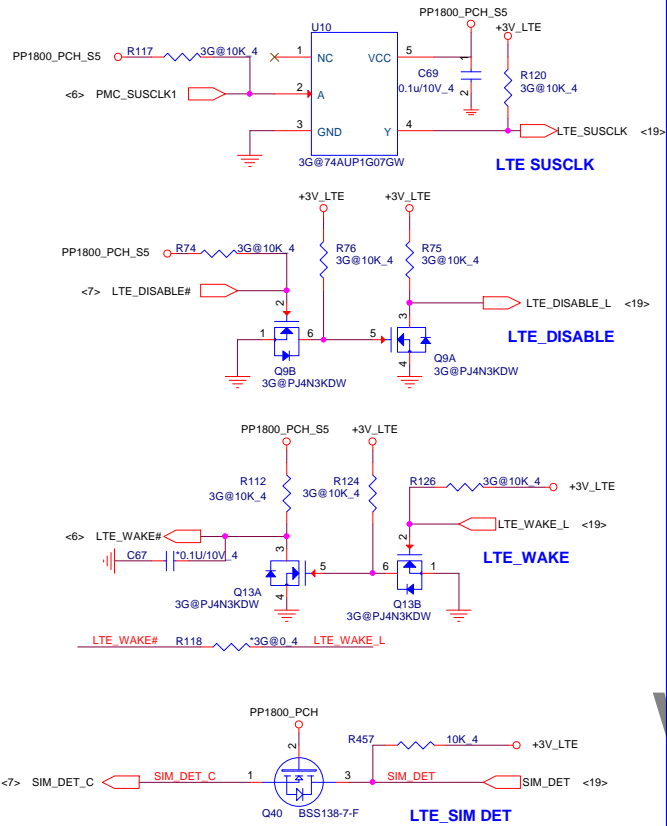 PP1800_PCH_S5
+3V_LTE
U10
PP1800_PCH_S5
R117
3G@10K_4
1
NC
VCC
5
1
C69
0.1u/10V_4
2
R120
3G@10K_4
<6>
PMC_SUSCLK1
2
A
3
GND
Y
4
LTE_SUSCLK
<19>
3G@74AUP1G07GW
LTE SUSCLK
+3V_LTE
+3V_LTE
PP1800_PCH_S5
R74
3G@10K_4
R76
3G@10K_4
R75
3G@10K_4
<7>
LTE_DISABLE#
2
1
6
5
3
4
LTE_DISABLE_L
<19>
LTE_DISABLE
Q9B
3G@PJ4N3KDW
Q9A
3G@PJ4N3KDW
PP1800_PCH_S5
+3V_LTE
R112
3G@10K_4
R124
3G@10K_4
R126
3G@10K_4
+3V_LTE
<6>
LTE_WAKE#
LTE_WAKE_L
<19>
C67
*0.1U/10V_4
3
5
4
2
6
1
LTE_WAKE
Q13A
3G@PJ4N3KDW
Q13B
3G@PJ4N3KDW
LTE_WAKE#
R118
*3G@0_4
LTE_WAKE_L
PP1800_PCH
R457
10K_4
+3V_LTE
2
<7>
SIM_DET_C
SIM_DET_C
1
3
SIM_DET
SIM_DET
<19>
Q40
BSS138-7-F
LTE_SIM DET